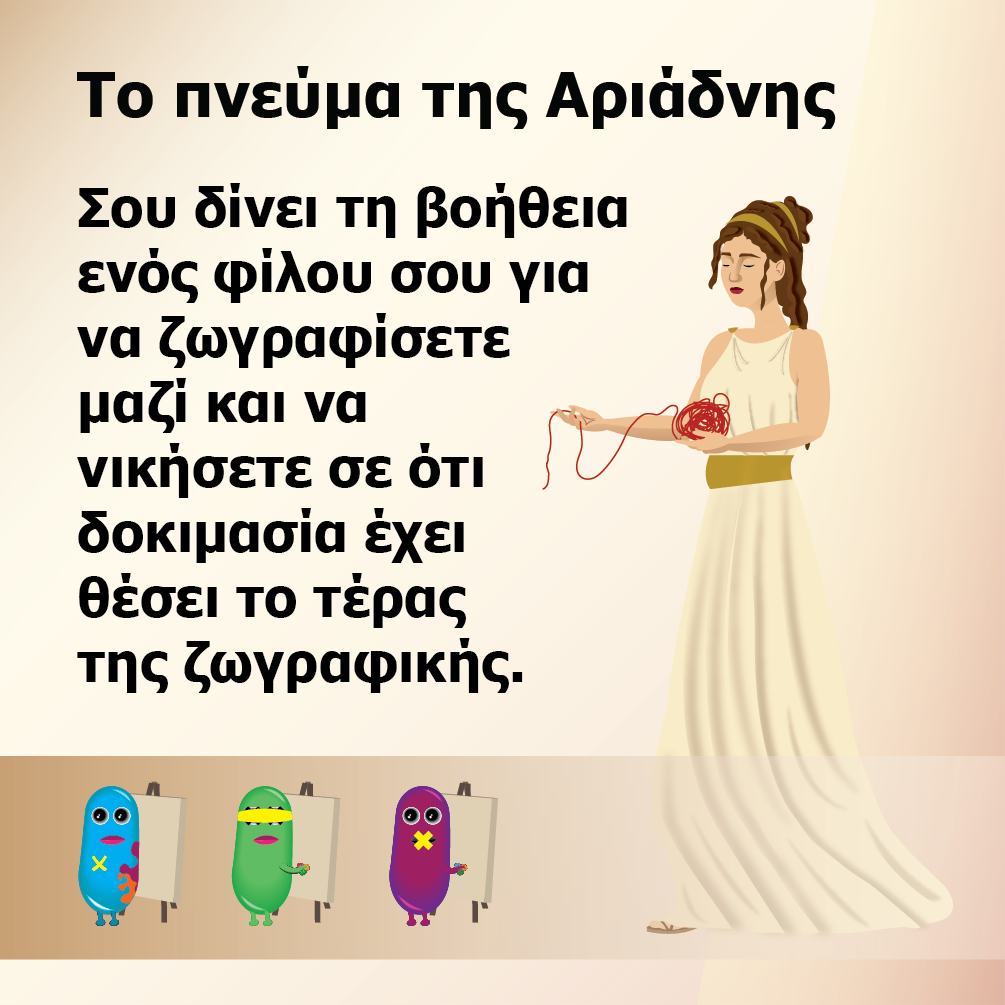 Το πνεύμα της Αριάδνης
Σου δίνει τη βοήθεια
ενός φίλου σου για
να ζωγραφίσετε
μαζί και να
νικήσετε σε ότι
δοκιμασία έχει
θέσει το τέρας
της ζωγραφικής.